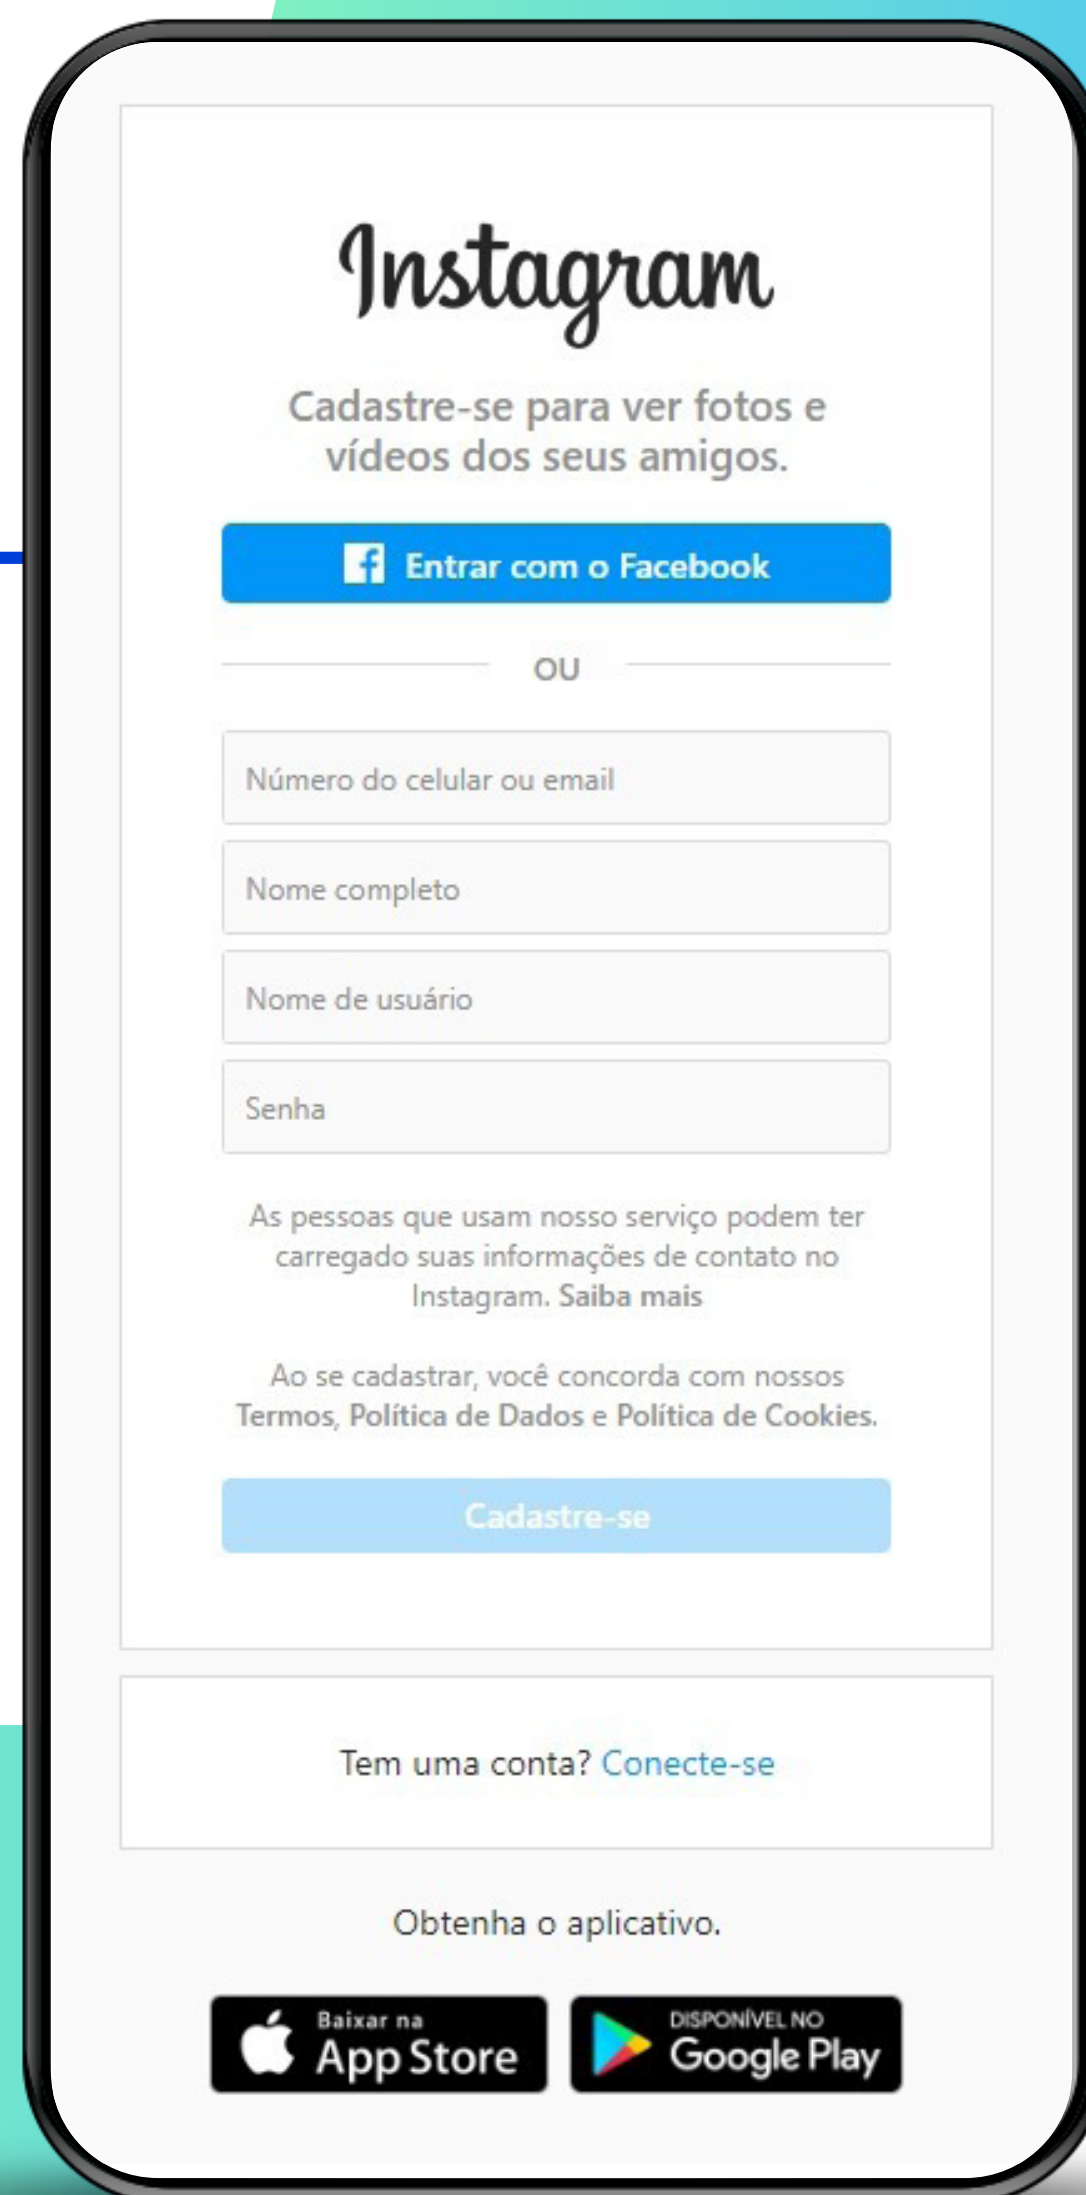 Instagram
Cadastre-se para ver fotos e
vídeos dos seus amigos.
Entrar com o Facebook
OU
Número do celular ou email
Nome completo
Nome de usuário
Senha
As pessoas que usam nosso serviço podem ter
carregado suas informações de contato no
Instagram. Saiba mais
Ao se cadastrar, você concorda com nossos
Termos, Política de Dados e Política de Cookies.
Cadastre-se
Tem uma conta? Conecte-se
Obtenha o aplicativo.
Baixar na
App Store
DISPONÍVEL NO
Google Play